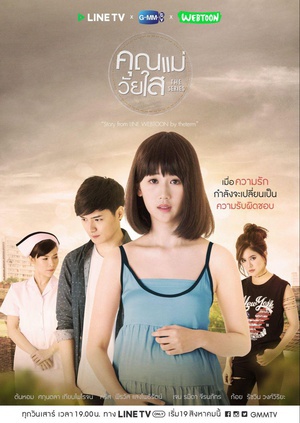 LINE TV x GMM 25 x WEBTOON
คุณแม่
วัยใส
THE
SERIES
Story from LINE WEBTOON by
เมื่อความรัก
กำลังจะเปลี่ยนเป็น
ความรับผิดชอบ
New York
ทุกวันเสาร์ เวลา 19.00น. ทาง LINE TV ONLY เริ่ม 19 สิงหาคมนี้ GMMTV